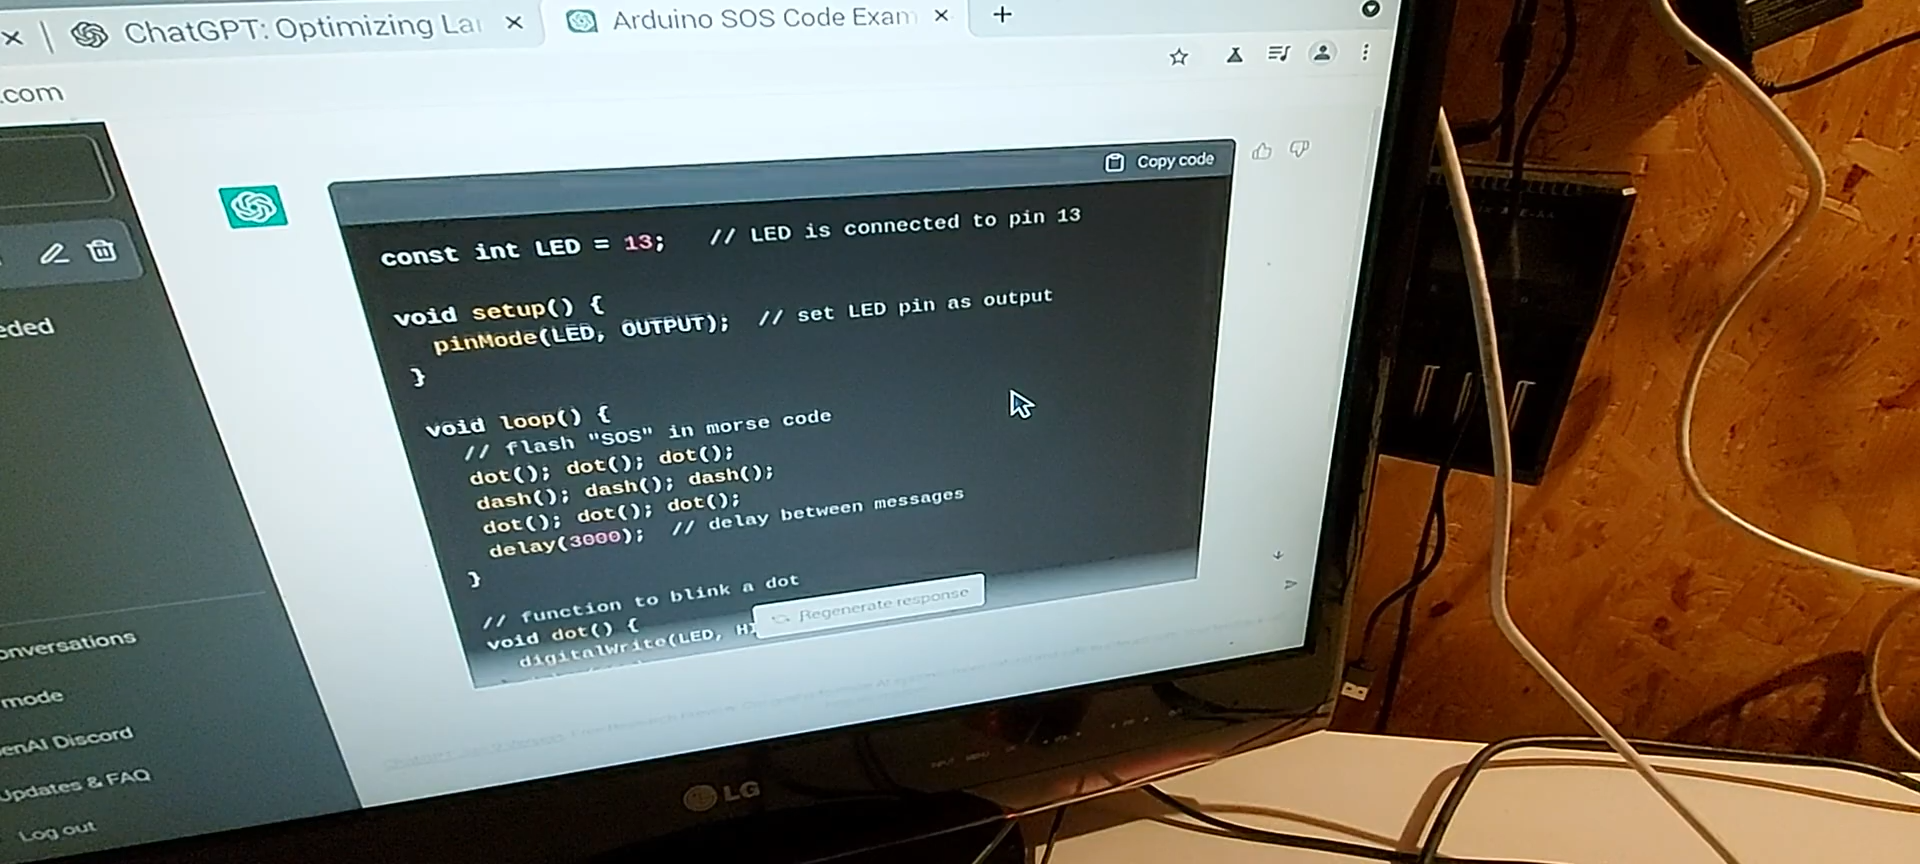 ChatGPT: Optimizing La
Arduino SOS Code Exam
.com
Copy code
const int LED = 13;   // LED is connected to pin 13
void setup() {
pinMode(LED, OUTPUT);  // set LED pin as output
}
void loop() {
// flash "SOS" in morse code
dot(); dot(); dot();
dash(); dash(); dash();
dot(); dot(); dot();
delay(3000);  // delay between messages
}
// function to blink a dot
void dot() {
digitalWrite(LED, HI
Regenerate response
eded
onversations
mode
enAI Discord
Updates & FAQ
Log out
LG